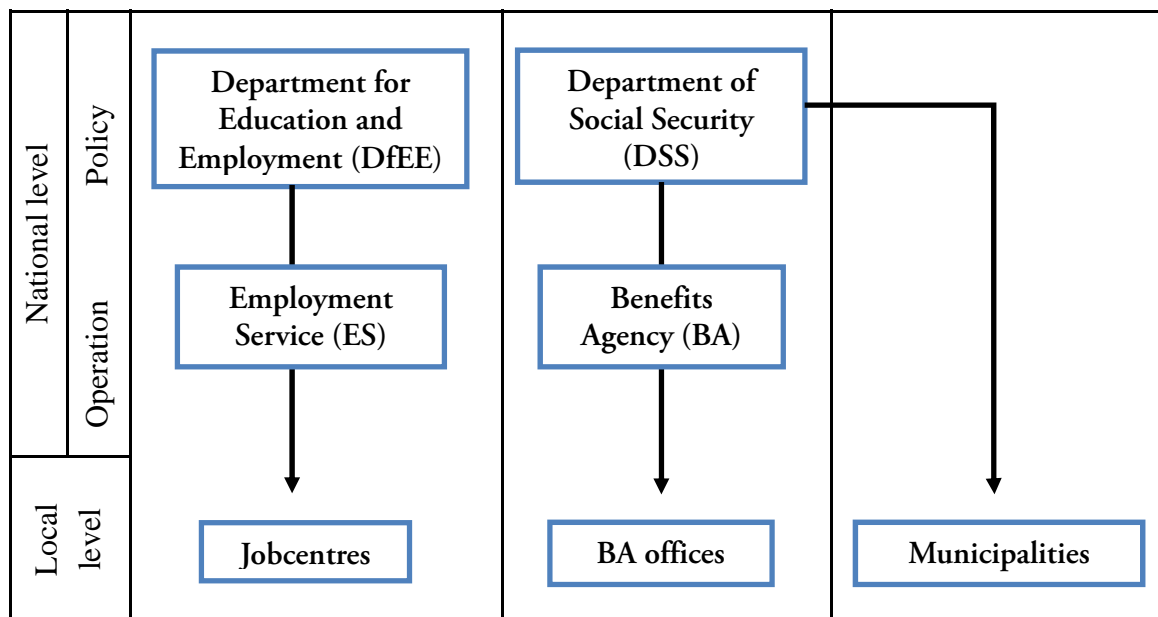 National level
Policy
Operation
Local
level
Department for
Education and
Employment (DfEE)
Department of
Social Security
(DSS)
Employment
Service (ES)
Benefits
Agency (BA)
Jobcentres
BA offices
Municipalities